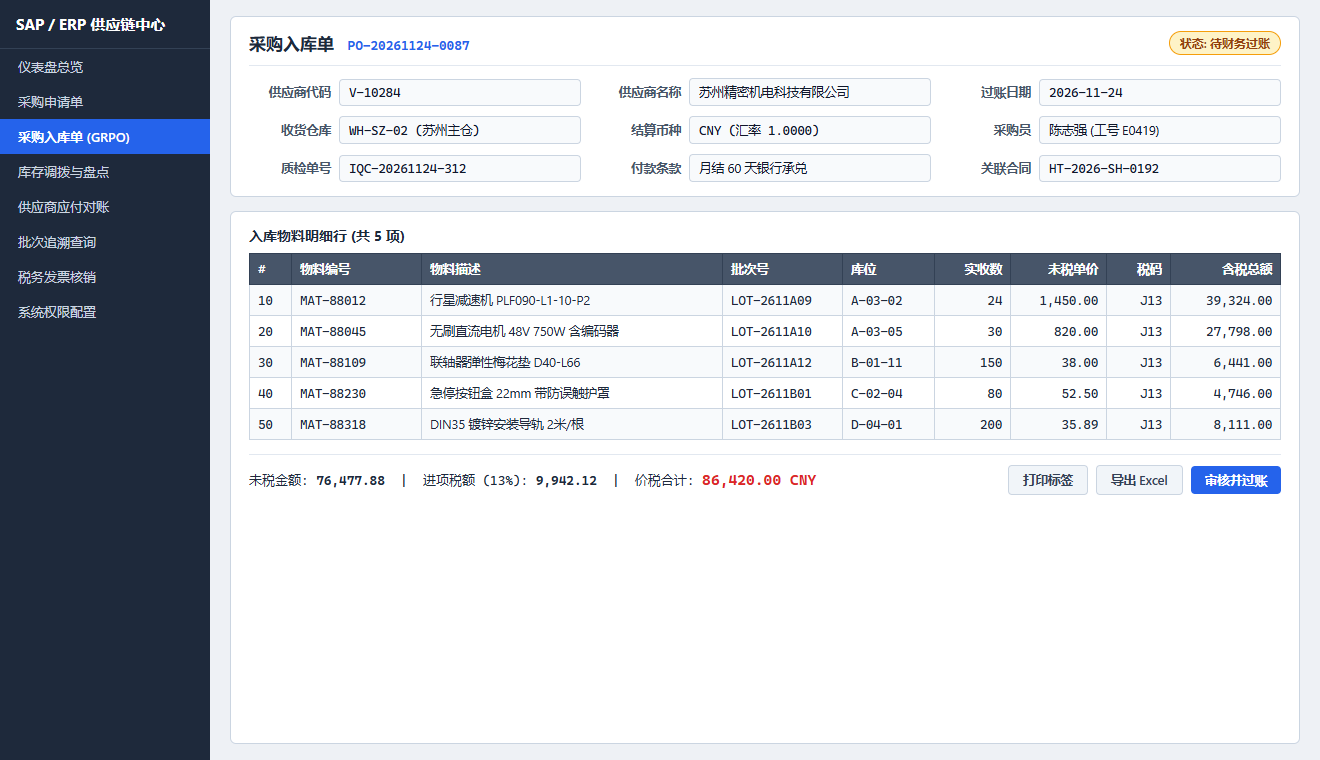 SAP / ERP 供应链中心
仪表盘总览
采购申请单
采购入库单 (GRPO)
库存调拨与盘点
供应商应付对账
批次追溯查询
税务发票核销
系统权限配置
采购入库单 PO-20261124-0087 状态: 待财务过账
供应商代码 V-10284 供应商名称 苏州精密机电科技有限公司 过账日期 2026-11-24
收货仓库 WH-SZ-02 (苏州主仓) 结算币种 CNY (汇率 1.0000) 采购员 陈志强 (工号 E0419)
质检单号 IQC-20261124-312 付款条款 月结 60 天银行承兑 关联合同 HT-2026-SH-0192
入库物料明细行 (共 5 项)
# 物料编号 物料描述 批次号 库位 实收数 未税单价 税码 含税总额
10 MAT-88012 行星减速机 PLF090-L1-10-P2 LOT-2611A09 A-03-02 24 1,450.00 J13 39,324.00
20 MAT-88045 无刷直流电机 48V 750W 含编码器 LOT-2611A10 A-03-05 30 820.00 J13 27,798.00
30 MAT-88109 联轴器弹性梅花垫 D40-L66 LOT-2611A12 B-01-11 150 38.00 J13 6,441.00
40 MAT-88230 急停按钮盒 22mm 带防误触护罩 LOT-2611B01 C-02-04 80 52.50 J13 4,746.00
50 MAT-88318 DIN35 镀锌安装导轨 2米/根 LOT-2611B03 D-04-01 200 35.89 J13 8,111.00
未税金额: 76,477.88 | 进项税额 (13%): 9,942.12 | 价税合计: 86,420.00 CNY 打印标签 导出 Excel 审核并过账